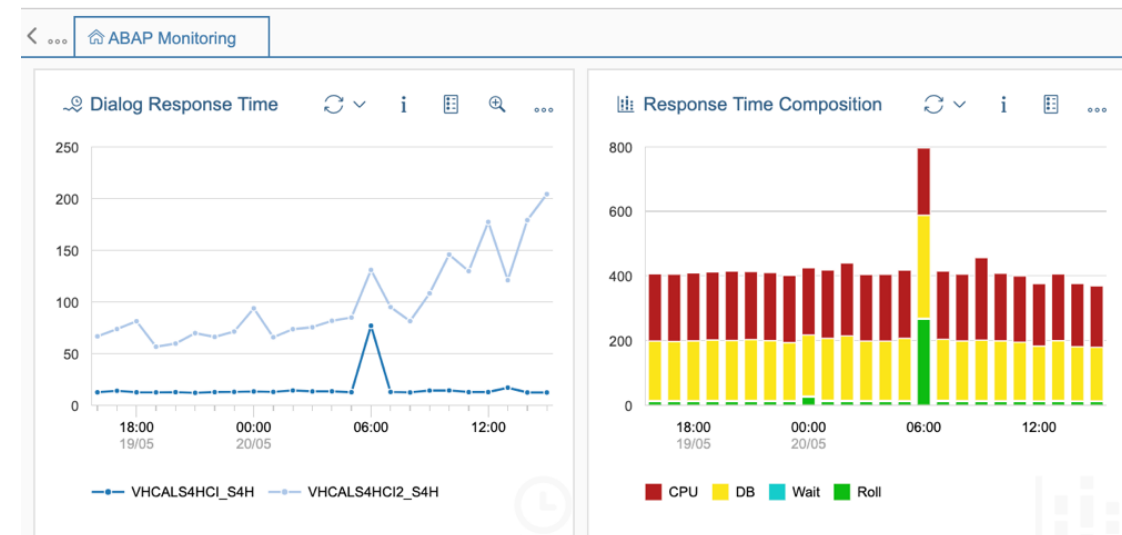 ABAP Monitoring
Dialog Response Time
250
200
150
100
50
0
18:00 00:00 06:00 12:00
19/05 20/05
VHCALS4HCI_S4H VHCALS4HCI2_S4H
Response Time Composition
800
600
400
200
0
18:00 00:00 06:00 12:00
19/05 20/05
CPU DB Wait Roll